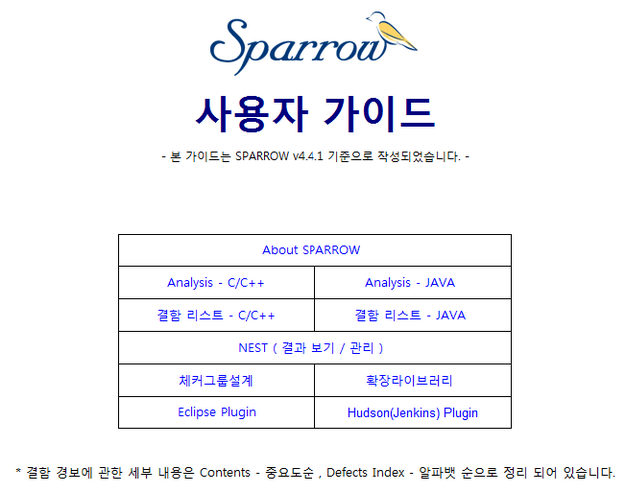 Sparrow
사용자 가이드
- 본 가이드는 SPARROW v4.4.1 기준으로 작성되었습니다. -
About SPARROW
Analysis - C/C++
Analysis - JAVA
결함 리스트 - C/C++
결함 리스트 - JAVA
NEST ( 결과 보기 / 관리 )
체커그룹설계
확장라이브러리
Eclipse Plugin
Hudson(Jenkins) Plugin
* 결함 경보에 관한 세부 내용은 Contents - 중요도순 , Defects Index - 알파뱃 순으로 정리 되어 있습니다.